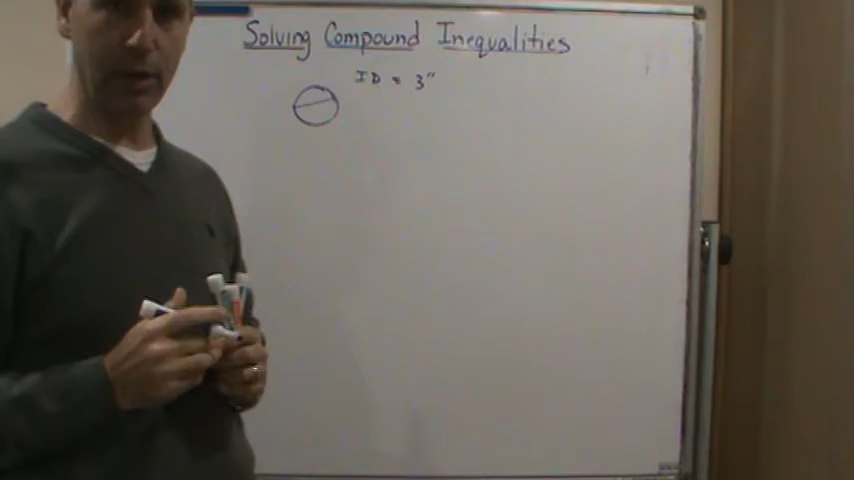 Solving Compound Inequalities
ID = 3"